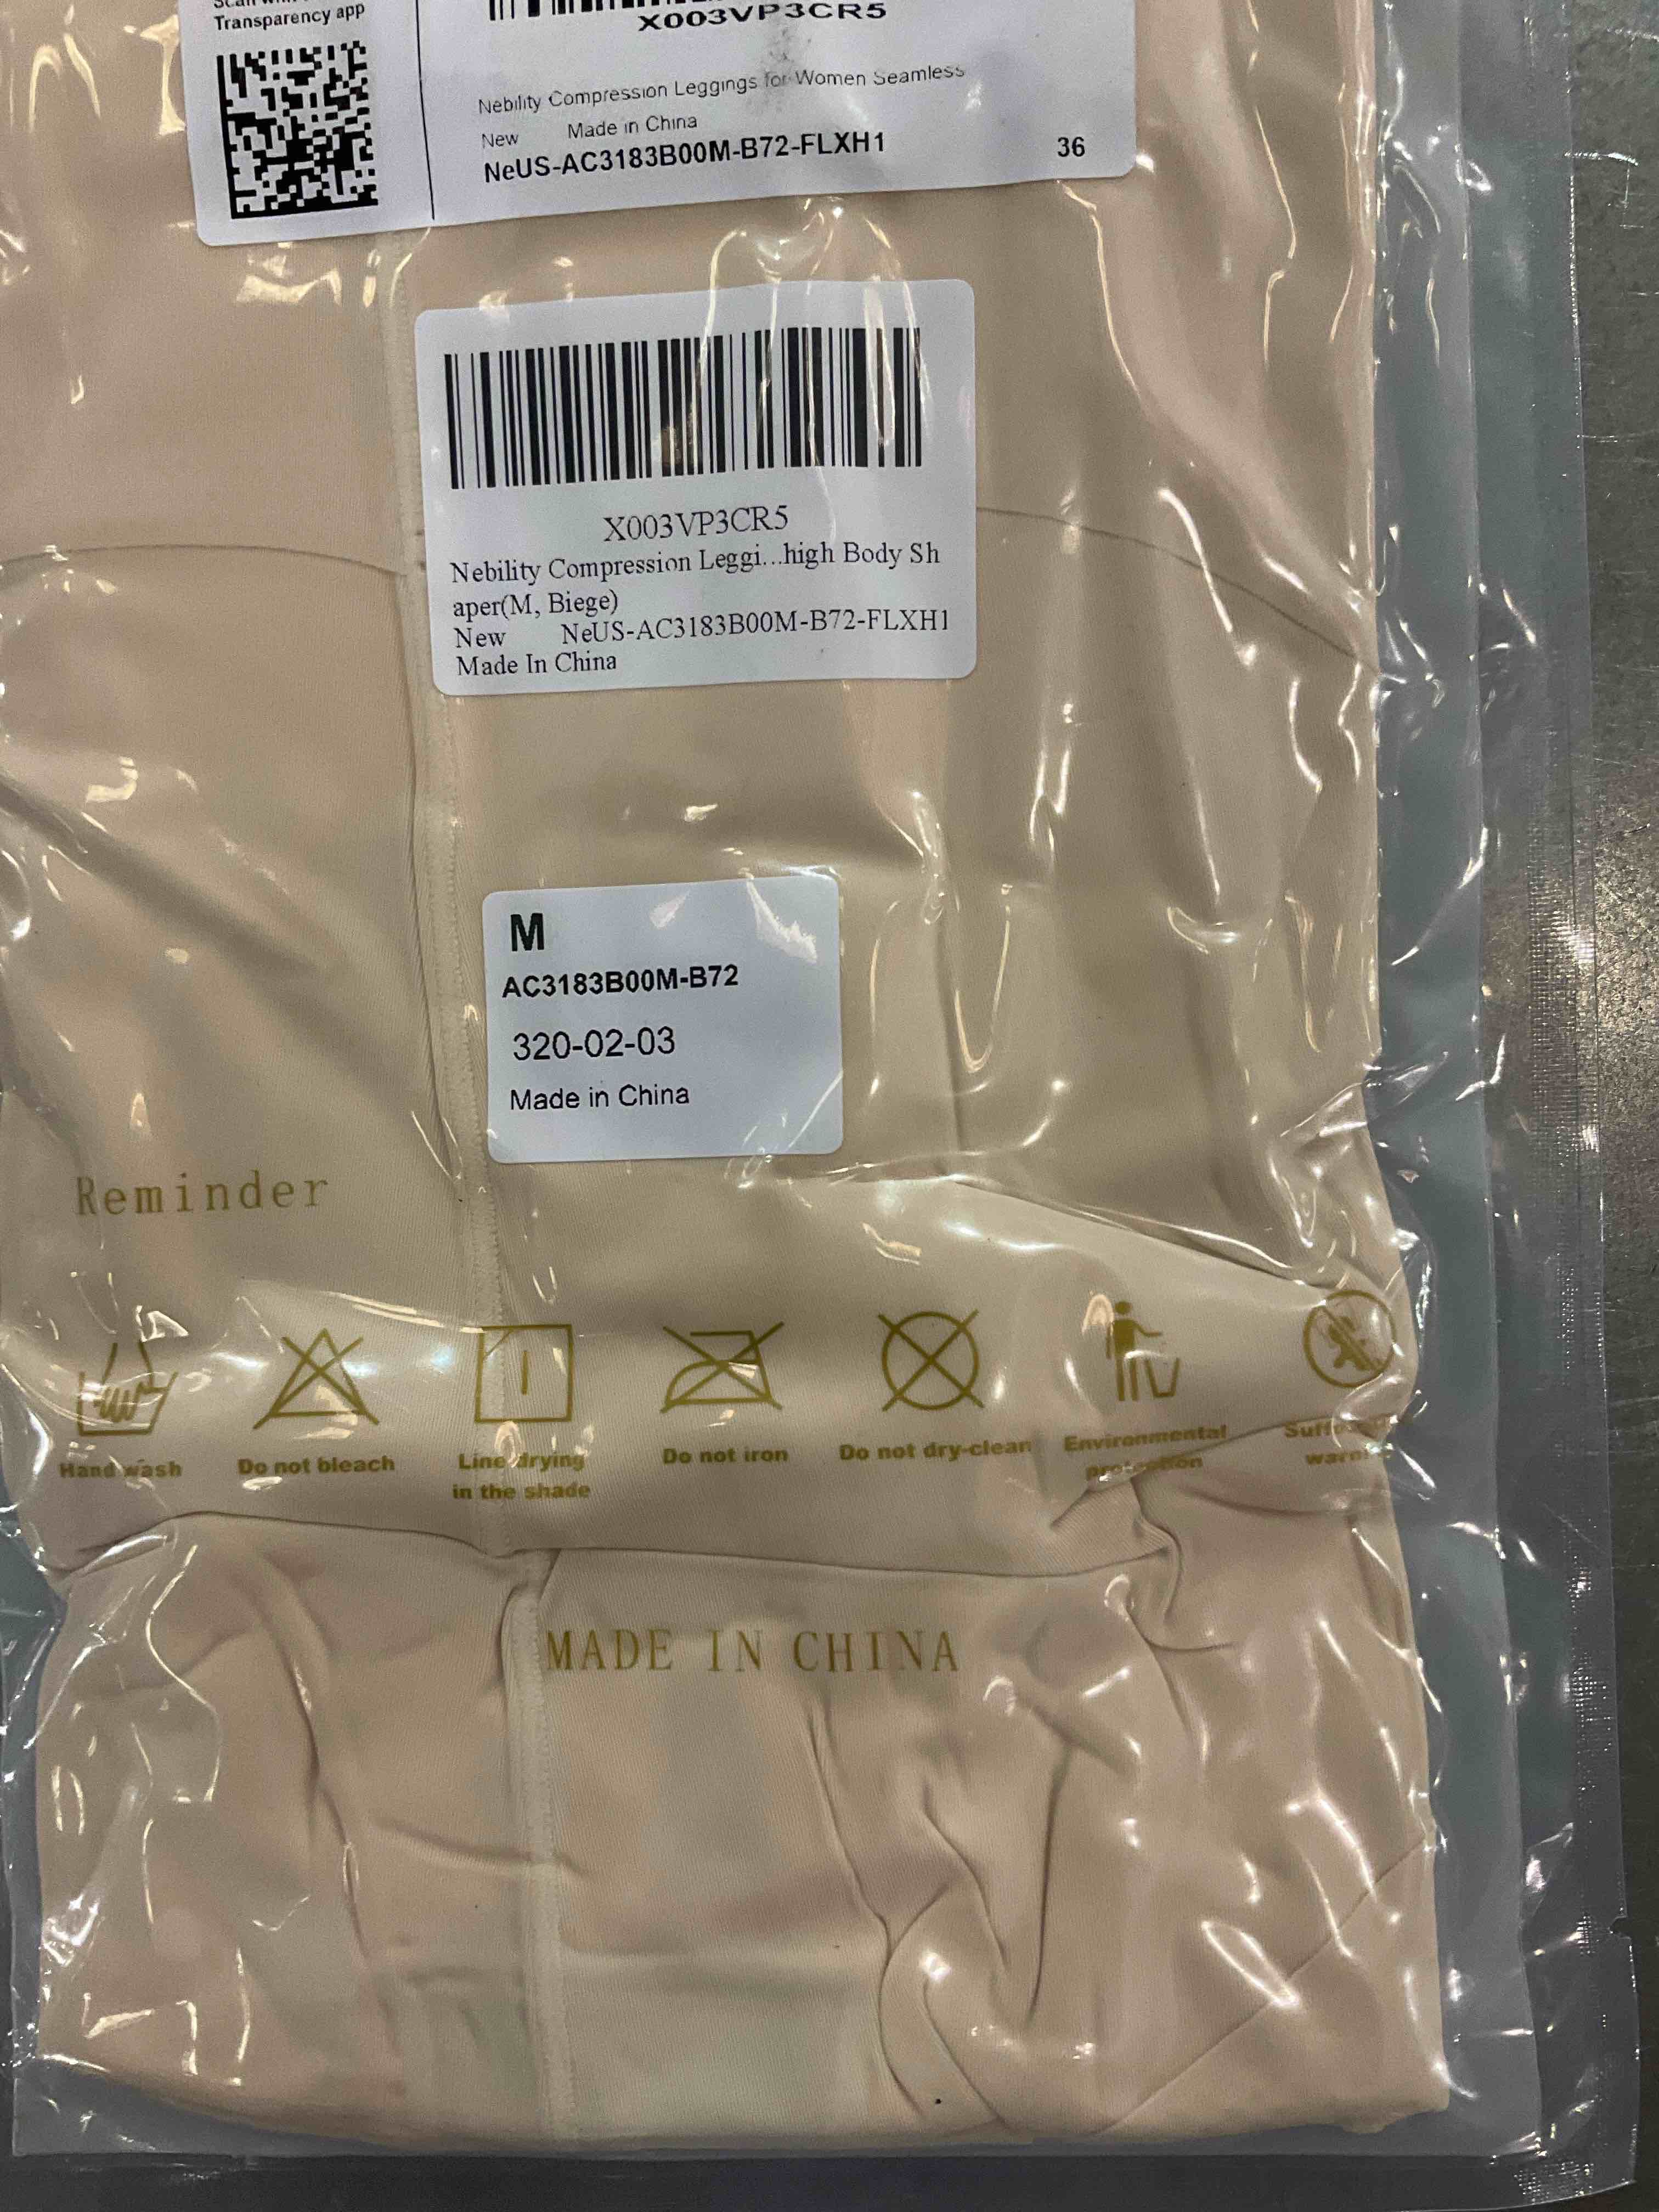 Transparency app
X003VP3CR5
Nebility Compression Leggings for Women Seamless
New Made in China
NeUS-AC3183B00M-B72-FLXH1 36
X003VP3CR5
Nebility Compression Leggi...high Body Sh
aper(M, Biege)
New NeUS-AC3183B00M-B72-FLXH1
Made In China
M
AC3183B00M-B72
320-02-03
Made in China
Reminder
Hand wash
Do not bleach
Line drying
in the shade
Do not iron
Do not dry-clean
Environmental
protection
MADE IN CHINA